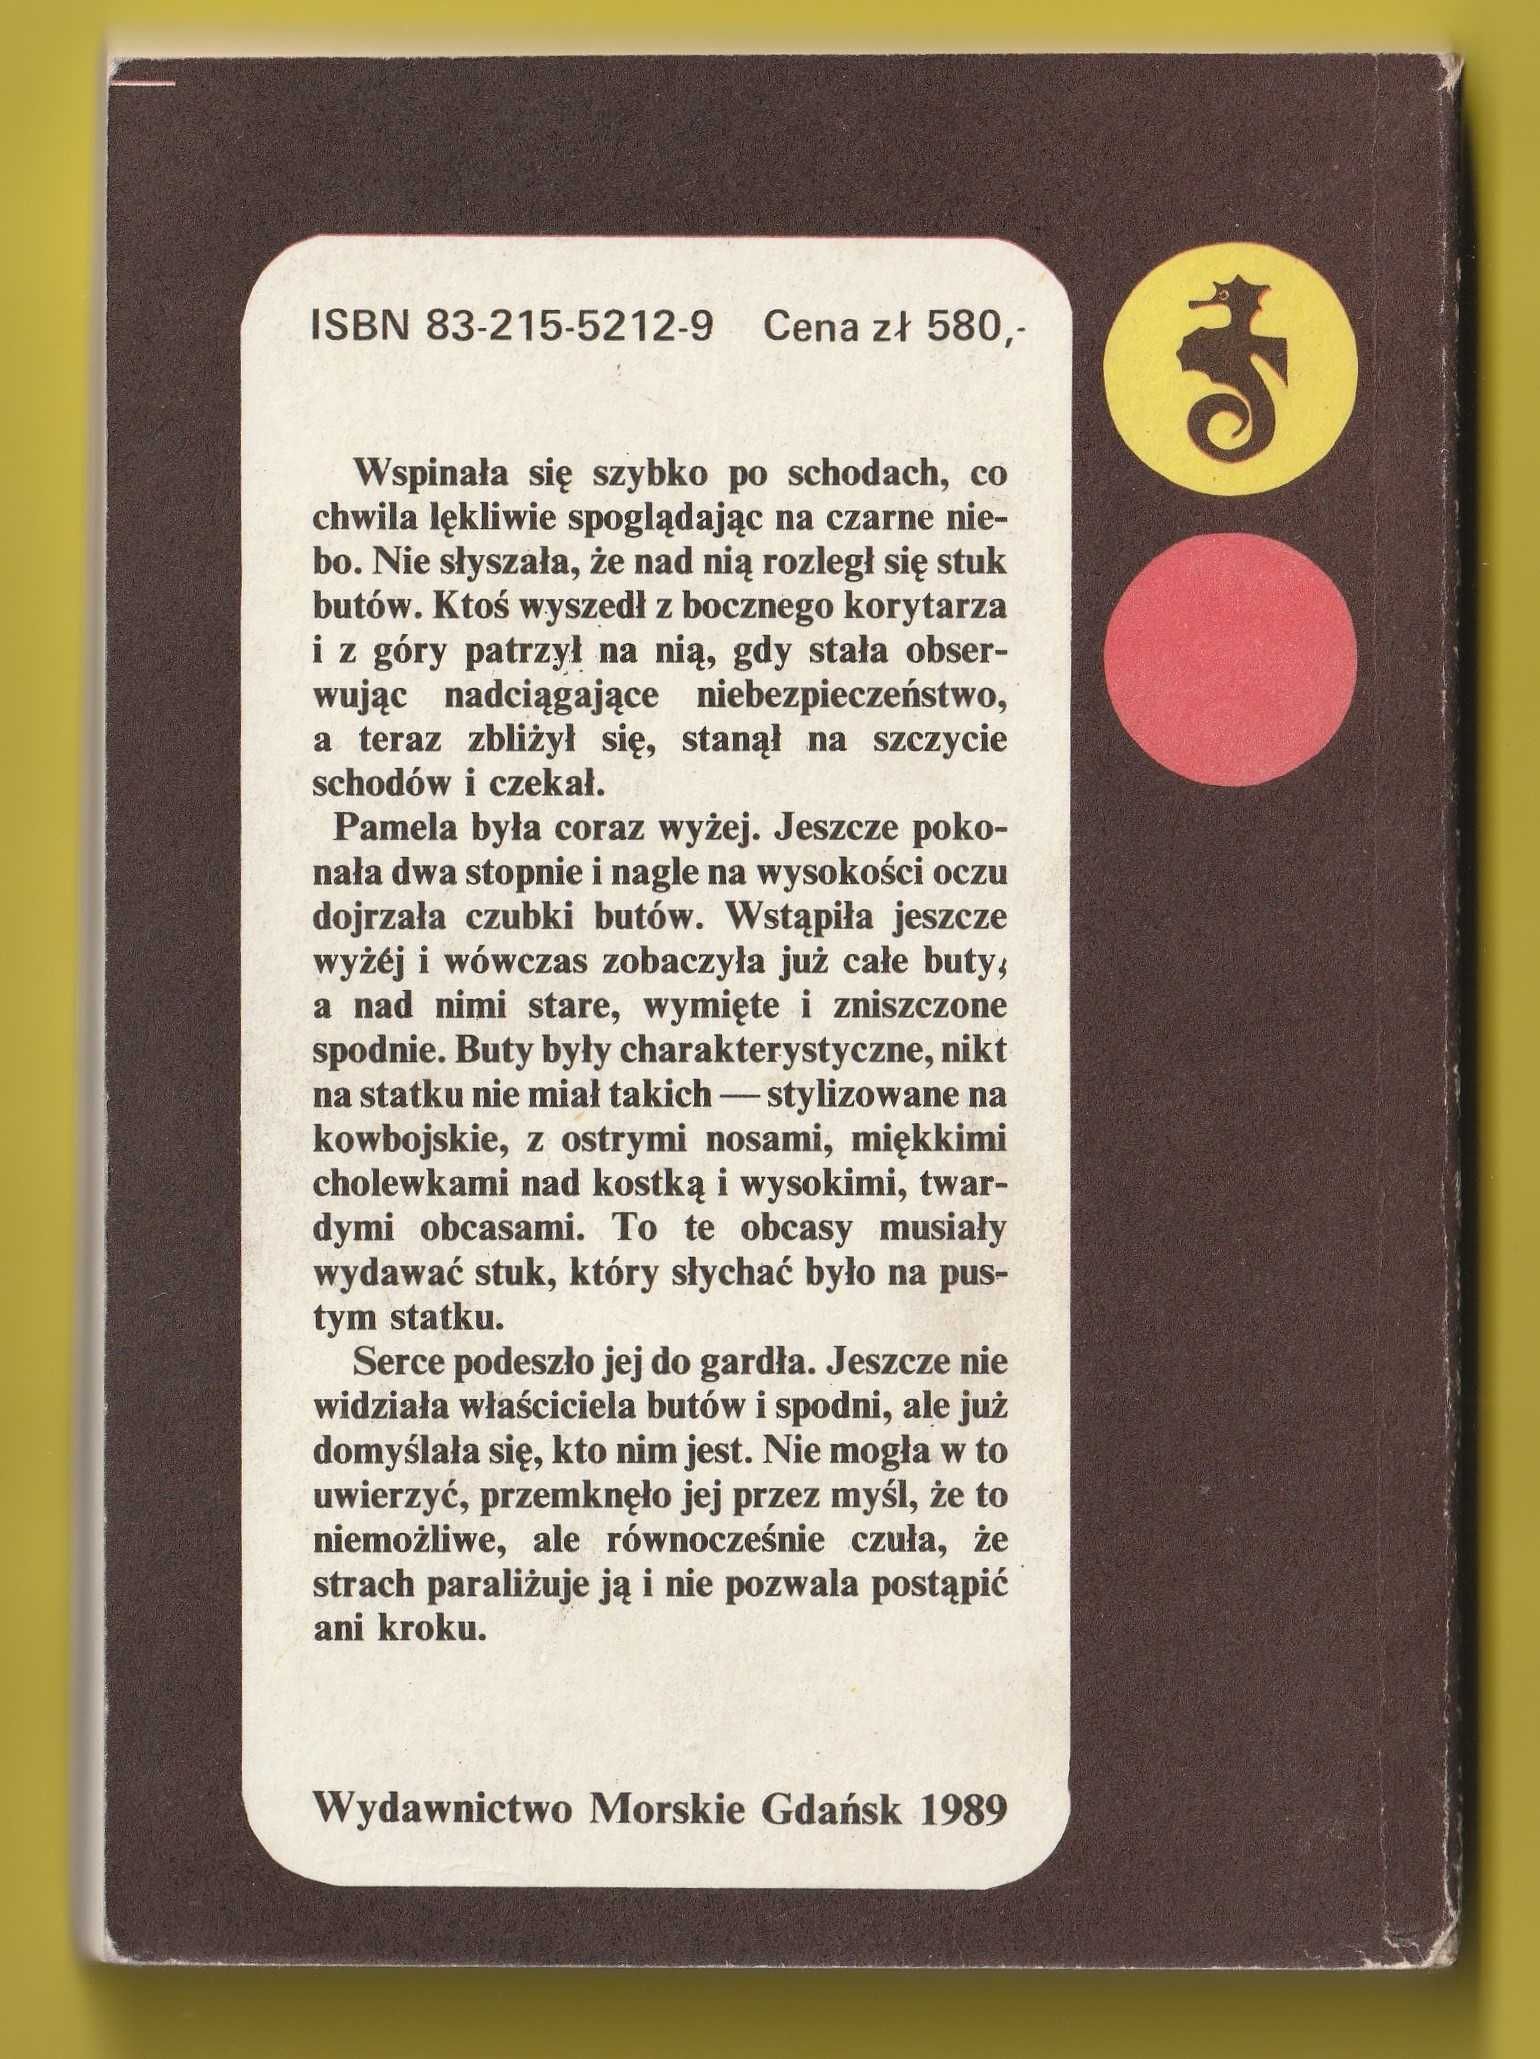 ISBN 83-215-5212-9 Cena zł 580,-
Wspinała się szybko po schodach, co
chwila lękliwie spoglądając na czarne nie-
bo. Nie słyszała, że nad nią rozległ się stuk
butów. Ktoś wyszedł z bocznego korytarza
i z góry patrzył na nią, gdy stała obser-
wując nadciągające niebezpieczeństwo,
a teraz zbliżył się, stanął na szczycie
schodów i czekał.
Pamela była coraz wyżej. Jeszcze poko-
nała dwa stopnie i nagle na wysokości oczu
dojrzała czubki butów. Wstąpiła jeszcze
wyżej i wówczas zobaczyła już całe buty,
a nad nimi stare, wymięte i zniszczone
spodnie. Buty były charakterystyczne, nikt
na statku nie miał takich — stylizowane na
kowbojskie, z ostrymi nosami, miękkimi
cholewkami nad kostką i wysokimi, twar-
dymi obcasami. To te obcasy musiały
wydawać stuk, który słychać było na pus-
tym statku.
Serce podeszło jej do gardła. Jeszcze nie
widziała właściciela butów i spodni, ale już
domyślała się, kto nim jest. Nie mogła w to
uwierzyć, przemknęło jej przez myśl, że to
niemożliwe, ale równocześnie czuła, że
strach paraliżuje ją i nie pozwala postąpić
ani kroku.
Wydawnictwo Morskie Gdańsk 1989